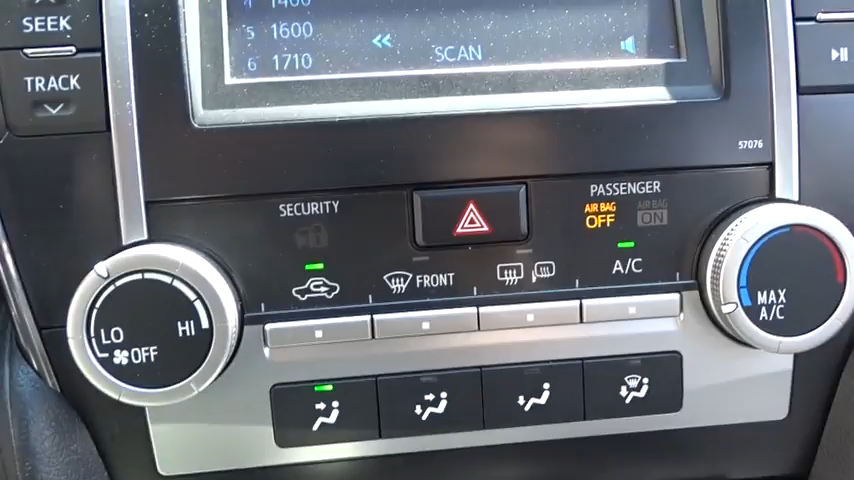 4 1400
SEEK
5 1600
SCAN
6 1710
TRACK
57076
SECURITY
PASSENGER
AIR BAG
OFF
AIR BAG
ON
FRONT
A/C
LO
HI
OFF
MAX
A/C